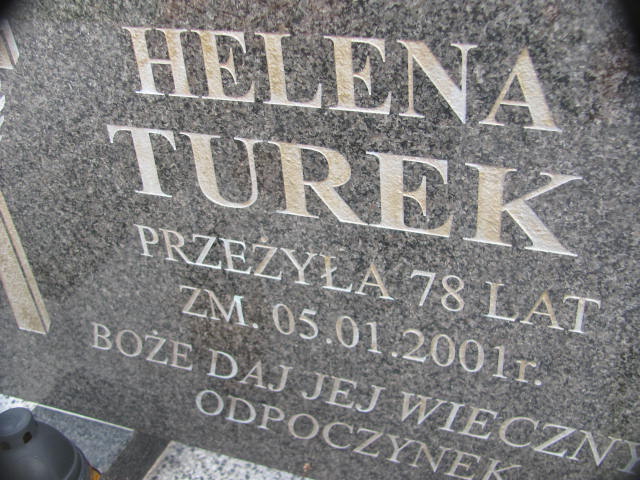 HELENA
TUREK
PRZEŻYŁA 78 LAT
ZM. 05.01.2001r.
BOŻE DAJ JEJ WIECZNY
ODPOCZYNEK